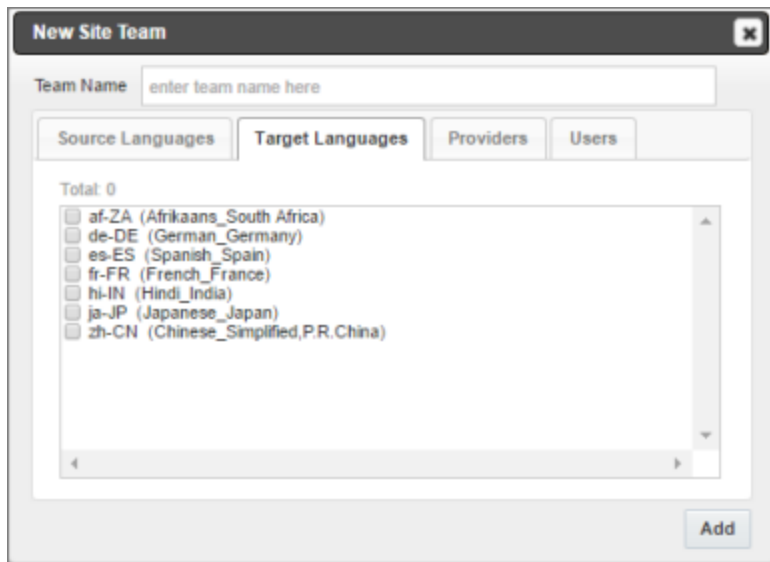 New Site Team
Team Name enter team name here
Source Languages Target Languages Providers Users
Total: 0
af-ZA (Afrikaans_South Africa)
de-DE (German_Germany)
es-ES (Spanish_Spain)
fr-FR (French_France)
hi-IN (Hindi_India)
ja-JP (Japanese_Japan)
zh-CN (Chinese_Simplified,P.R.China)
Add